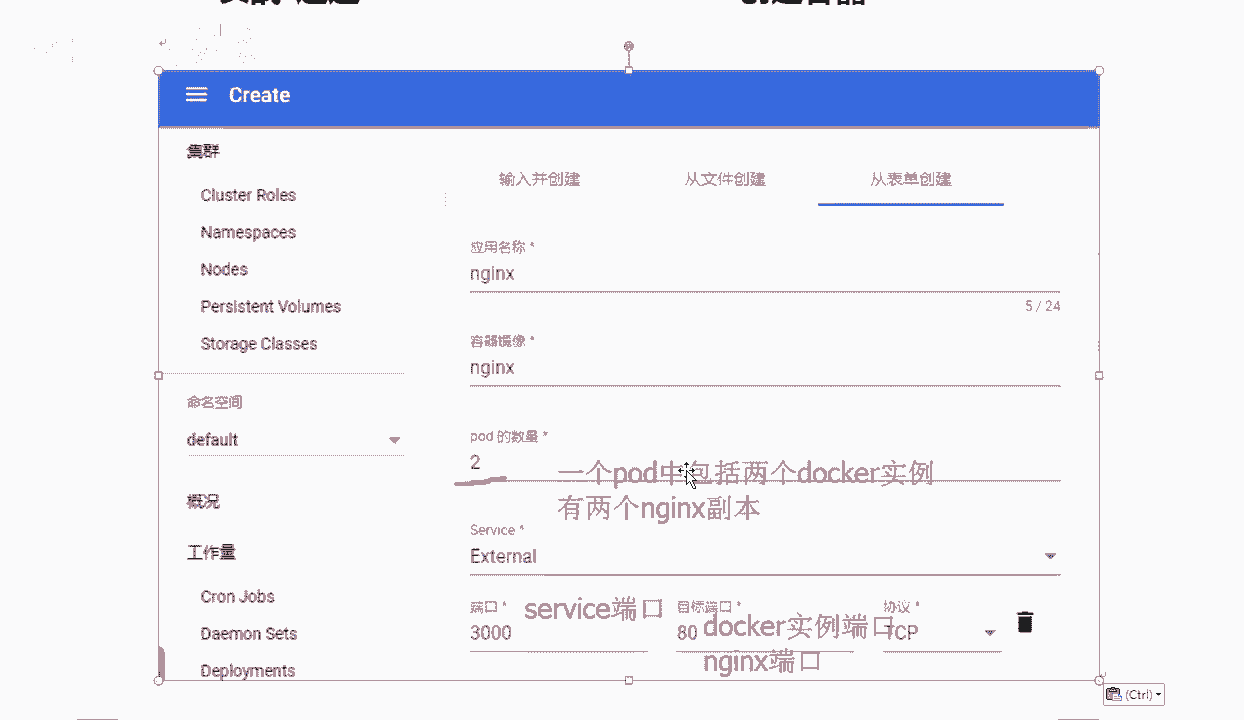 Create
集群
Cluster Roles
Namespaces
Nodes
Persistent Volumes
Storage Classes
命名空间
default
概况
工作量
Cron Jobs
Daemon Sets
Deployments
输入并创建 从文件创建 从表单创建
应用名称 *
nginx
5 / 24
容器镜像 *
nginx
pod 的数量 *
2
一个pod中包括两个docker实例
有两个nginx副本
Service *
External
端口 * service端口 目标端口 * 协议 *
3000 80 docker实例端口 TCP
nginx端口
(Ctrl)